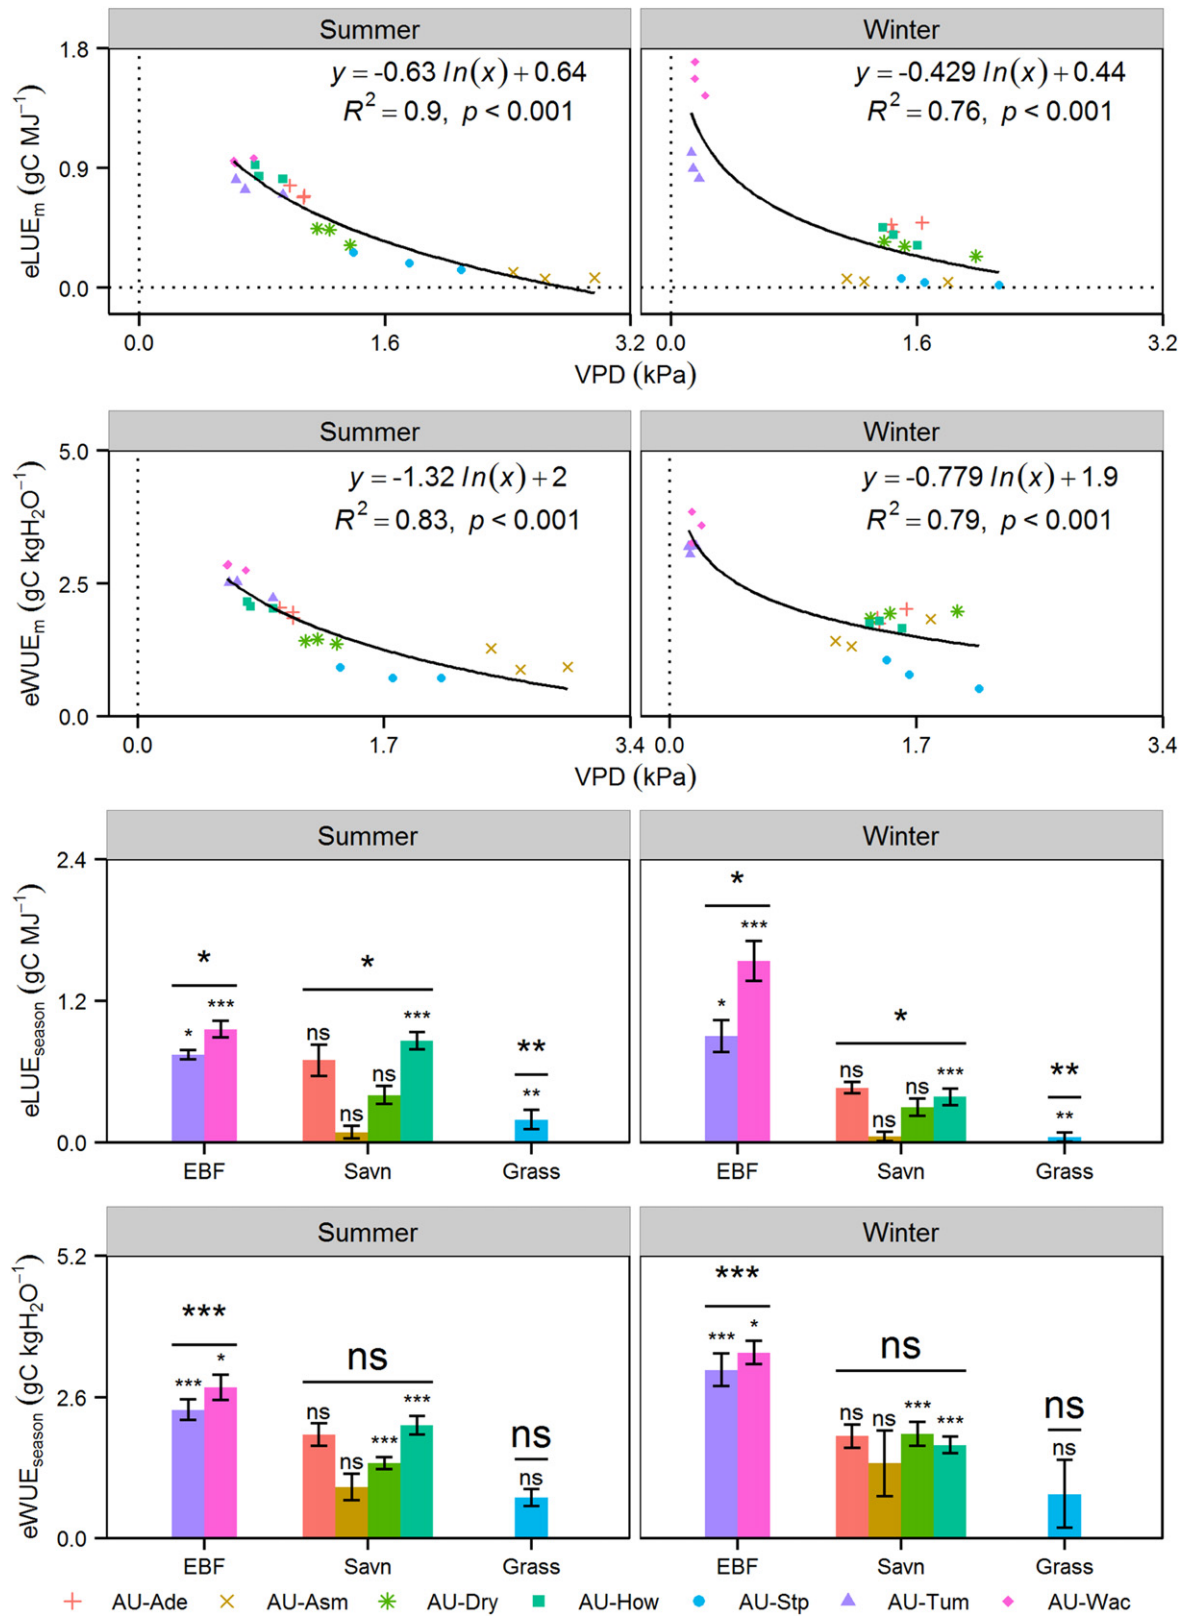 Summer Winter
1.8
y = -0.63 ln(x) + 0.64 y = -0.429 ln(x) + 0.44
R² = 0.9, p < 0.001 R² = 0.76, p < 0.001
0.9
eLUEm (gC MJ⁻¹)
0.0
0.0 1.6 3.2 0.0 1.6 3.2
VPD (kPa)
Summer Winter
5.0
y = -1.32 ln(x) + 2 y = -0.779 ln(x) + 1.9
R² = 0.83, p < 0.001 R² = 0.79, p < 0.001
eWUEm (gC kgH₂O⁻¹)
2.5
0.0
0.0 1.7 3.4 0.0 1.7 3.4
VPD (kPa)
Summer Winter
2.4
*
***
* * *
eLUEseason (gC MJ⁻¹)
1.2
* *** ns *** ** * ns *** **
ns ns ** ns ns **
0.0
EBF Savn Grass EBF Savn Grass
Summer Winter
5.2
***
*** *** *
* ns ns
eWUEseason (gC kgH₂O⁻¹)
2.6
*** ns *** ns ns ns *** *** ns
ns *** ns ns
0.0
EBF Savn Grass EBF Savn Grass
AU-Ade AU-Asm AU-Dry AU-How AU-Stp AU-Tum AU-Wac